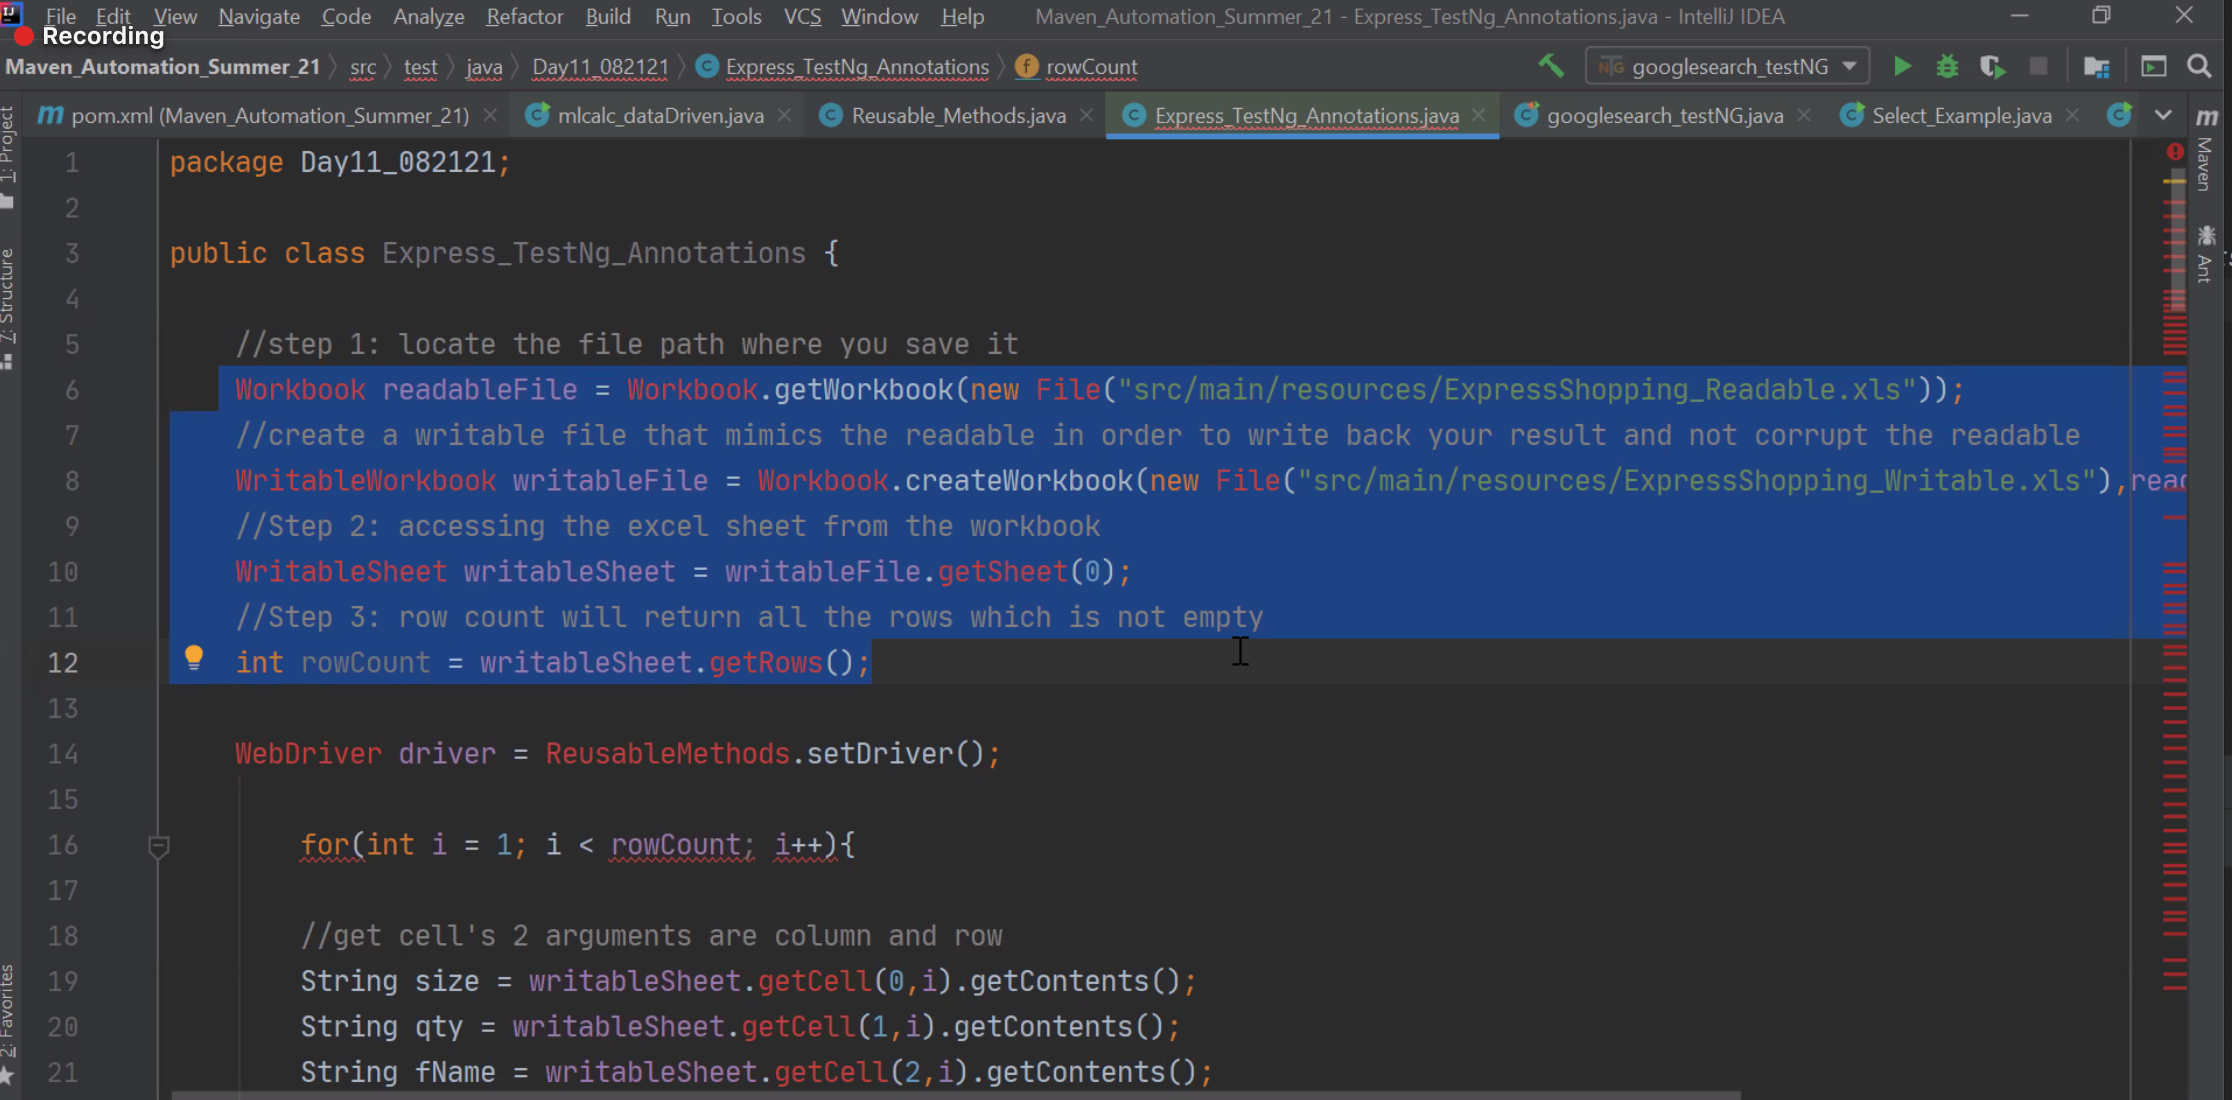 File Edit View Navigate Code Analyze Refactor Build Run Tools VCS Window Help Maven_Automation_Summer_21 - Express_TestNg_Annotations.java - IntelliJ IDEA
Recording
Maven_Automation_Summer_21 src test java Day11_082121 Express_TestNg_Annotations rowCount googlesearch_testNG
pom.xml (Maven_Automation_Summer_21) mlcalc_dataDriven.java Reusable_Methods.java Express_TestNg_Annotations.java googlesearch_testNG.java Select_Example.java
1: Project
7: Structure
2: Favorites
Maven
Ant
1 package Day11_082121;
2
3 public class Express_TestNg_Annotations {
4
5 //step 1: locate the file path where you save it
6 Workbook readableFile = Workbook.getWorkbook(new File("src/main/resources/ExpressShopping_Readable.xls"));
7 //create a writable file that mimics the readable in order to write back your result and not corrupt the readable
8 WritableWorkbook writableFile = Workbook.createWorkbook(new File("src/main/resources/ExpressShopping_Writable.xls"),read
9 //Step 2: accessing the excel sheet from the workbook
10 WritableSheet writableSheet = writableFile.getSheet(0);
11 //Step 3: row count will return all the rows which is not empty
12 int rowCount = writableSheet.getRows();
13
14 WebDriver driver = ReusableMethods.setDriver();
15
16 for(int i = 1; i < rowCount; i++){
17
18 //get cell's 2 arguments are column and row
19 String size = writableSheet.getCell(0,i).getContents();
20 String qty = writableSheet.getCell(1,i).getContents();
21 String fName = writableSheet.getCell(2,i).getContents();